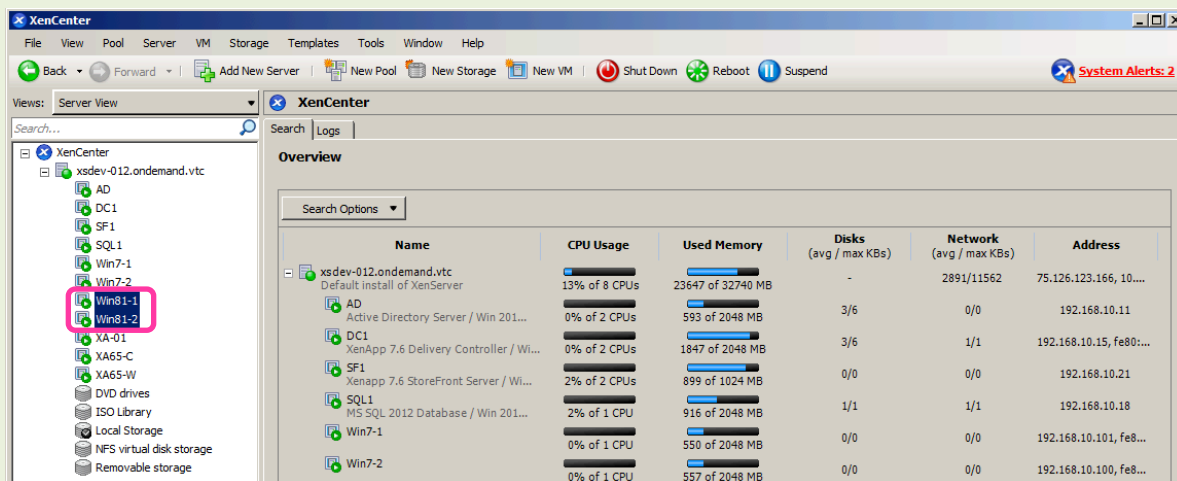 XenCenter
File View Pool Server VM Storage Templates Tools Window Help
Back Forward Add New Server New Pool New Storage New VM Shut Down Reboot Suspend System Alerts: 2
Views: Server View
Search...
XenCenter
xsdev-012.ondemand.vtc
AD
DC1
SF1
SQL1
Win7-1
Win7-2
Win81-1
Win81-2
XA-01
XA65-C
XA65-W
DVD drives
ISO Library
Local Storage
NFS virtual disk storage
Removable storage
XenCenter
Search Logs
Overview
Search Options
Name CPU Usage Used Memory Disks (avg / max KBs) Network (avg / max KBs) Address
xsdev-012.ondemand.vtc
Default install of XenServer 13% of 8 CPUs 23647 of 32740 MB - 2891/11562 75.126.123.166, 10....
AD
Active Directory Server / Win 201... 0% of 2 CPUs 593 of 2048 MB 3/6 0/0 192.168.10.11
DC1
XenApp 7.6 Delivery Controller / Wi... 0% of 2 CPUs 1847 of 2048 MB 3/6 1/1 192.168.10.15, fe80:...
SF1
Xenapp 7.6 StoreFront Server / Wi... 2% of 2 CPUs 899 of 1024 MB 0/0 0/0 192.168.10.21
SQL1
MS SQL 2012 Database / Win 201... 2% of 1 CPU 916 of 2048 MB 1/1 1/1 192.168.10.18
Win7-1
0% of 1 CPU 550 of 2048 MB 0/0 0/0 192.168.10.101, fe8...
Win7-2
0% of 1 CPU 557 of 2048 MB 0/0 0/0 192.168.10.100, fe8...